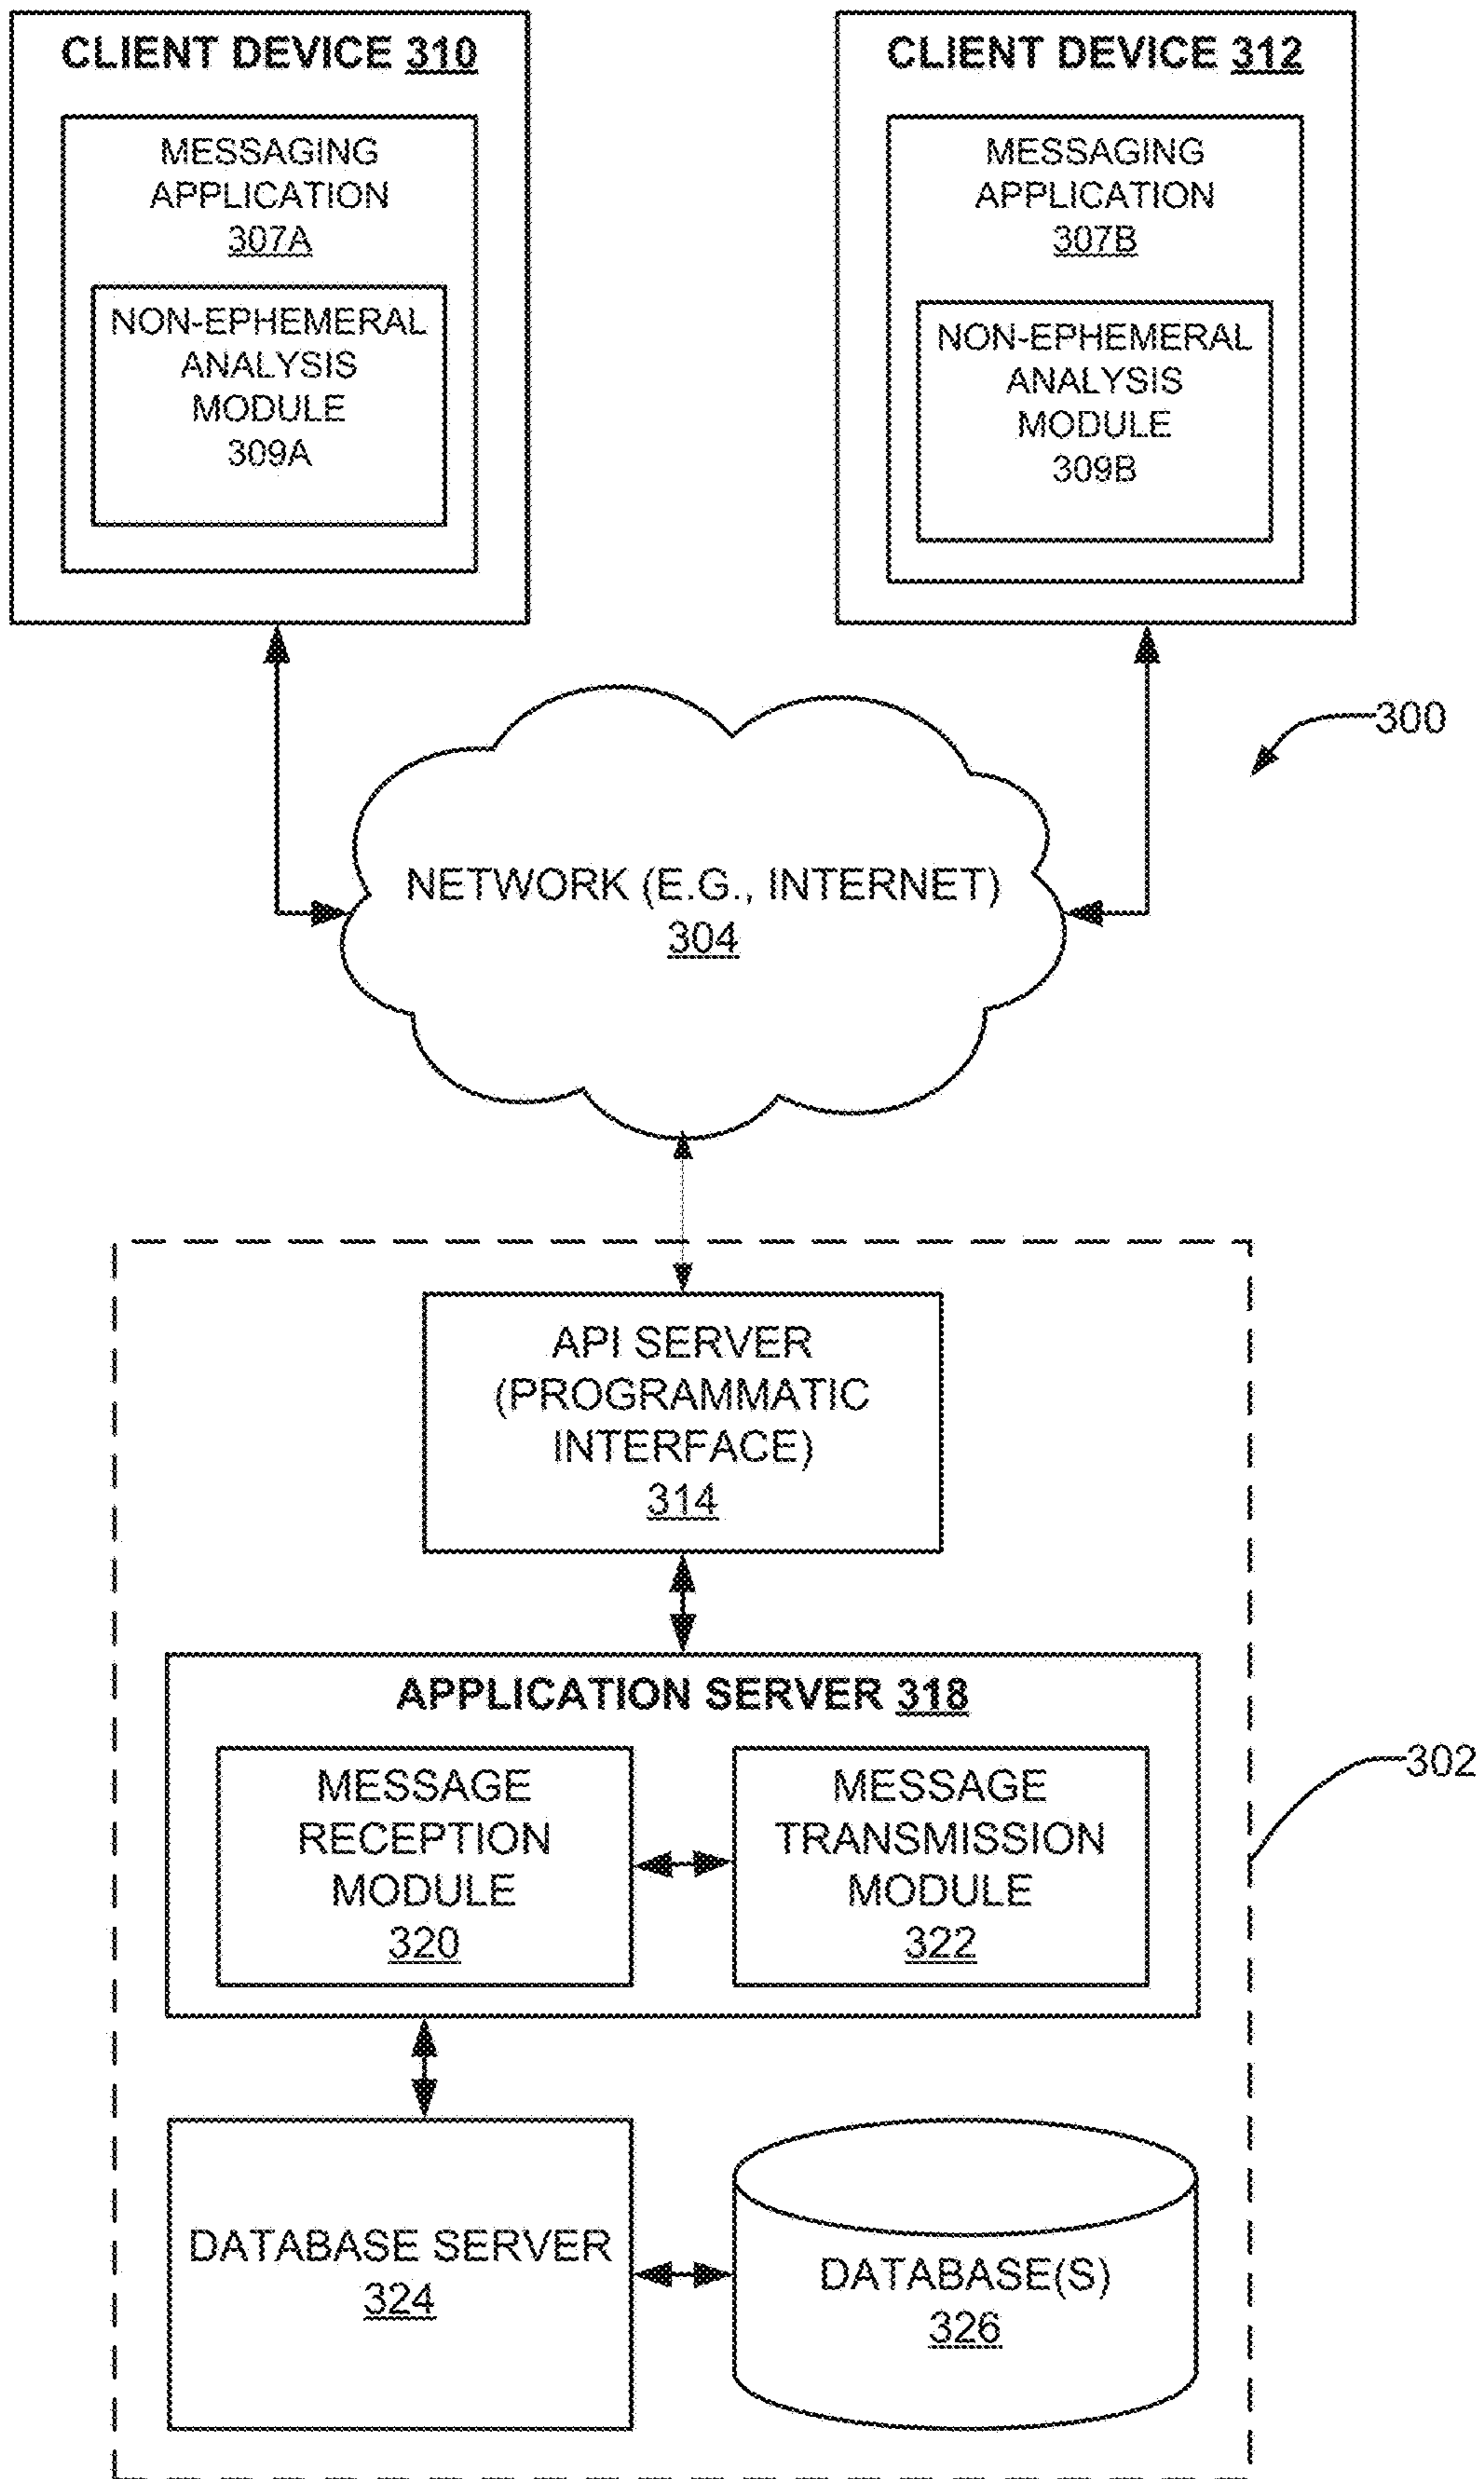 CLIENT DEVICE 310
MESSAGING
APPLICATION
307A
NON-EPHEMERAL
ANALYSIS
MODULE
309A
CLIENT DEVICE 312
MESSAGING
APPLICATION
307B
NON-EPHEMERAL
ANALYSIS
MODULE
309B
300
NETWORK (E.G., INTERNET)
304
API SERVER
(PROGRAMMATIC
INTERFACE)
314
APPLICATION SERVER 318
MESSAGE
RECEPTION
MODULE
320
MESSAGE
TRANSMISSION
MODULE
322
302
DATABASE SERVER
324
DATABASE(S)
326